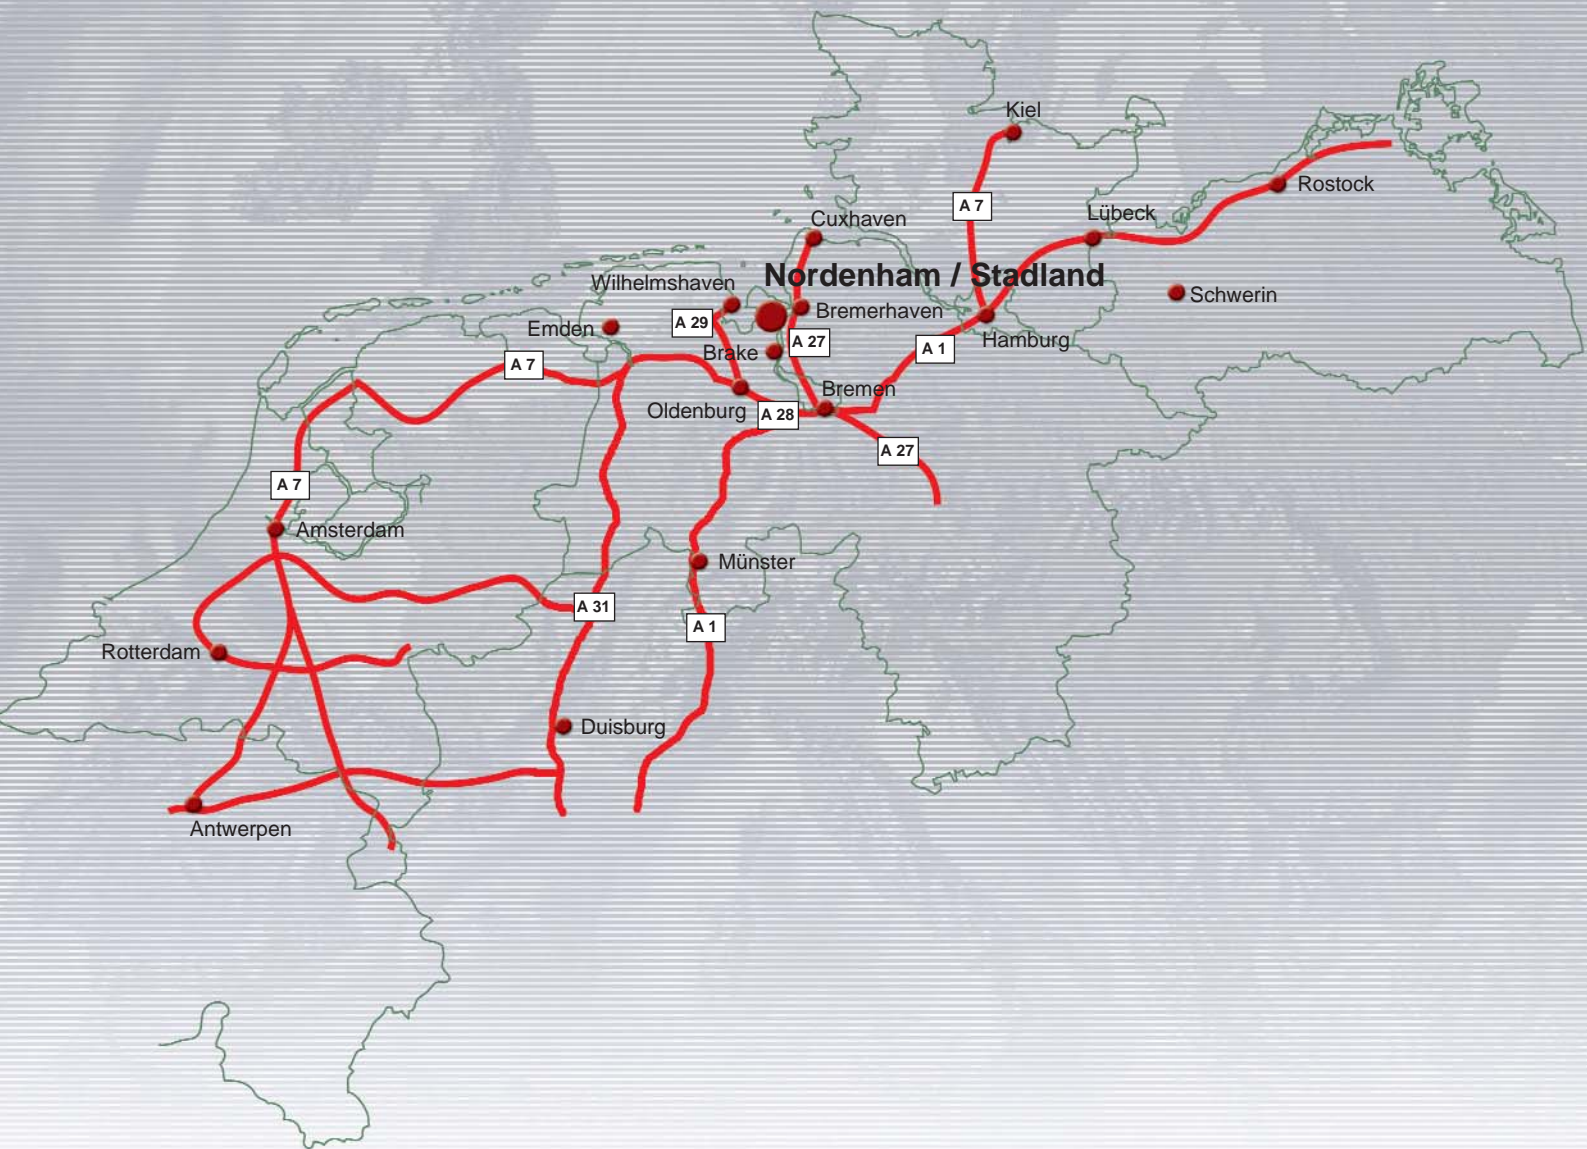 Kiel
Rostock
A 7
Lübeck
Cuxhaven
Nordenham / Stadland
Wilhelmshaven
Schwerin
Bremerhaven
Emden
A 29
Hamburg
A 27
A 1
Brake
A 7
Bremen
Oldenburg
A 28
A 27
A 7
Amsterdam
Münster
A 31
A 1
Rotterdam
Duisburg
Antwerpen